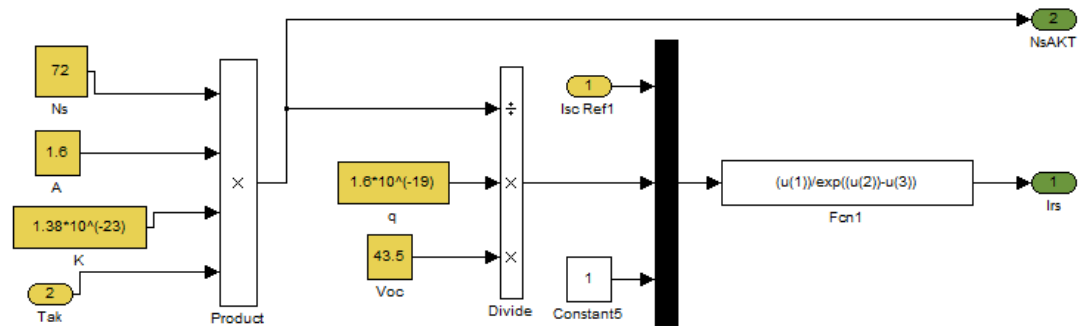 2
NsAKT
72
Ns
1.6
A
1.38*10^(-23)
K
2
Tak
×
Product
1.6*10^(-19)
q
43.5
Voc
÷
×
×
Divide
1
Isc Ref1
1
Constant5
(u(1))/exp((u(2))-u(3))
Fcn1
1
Irs